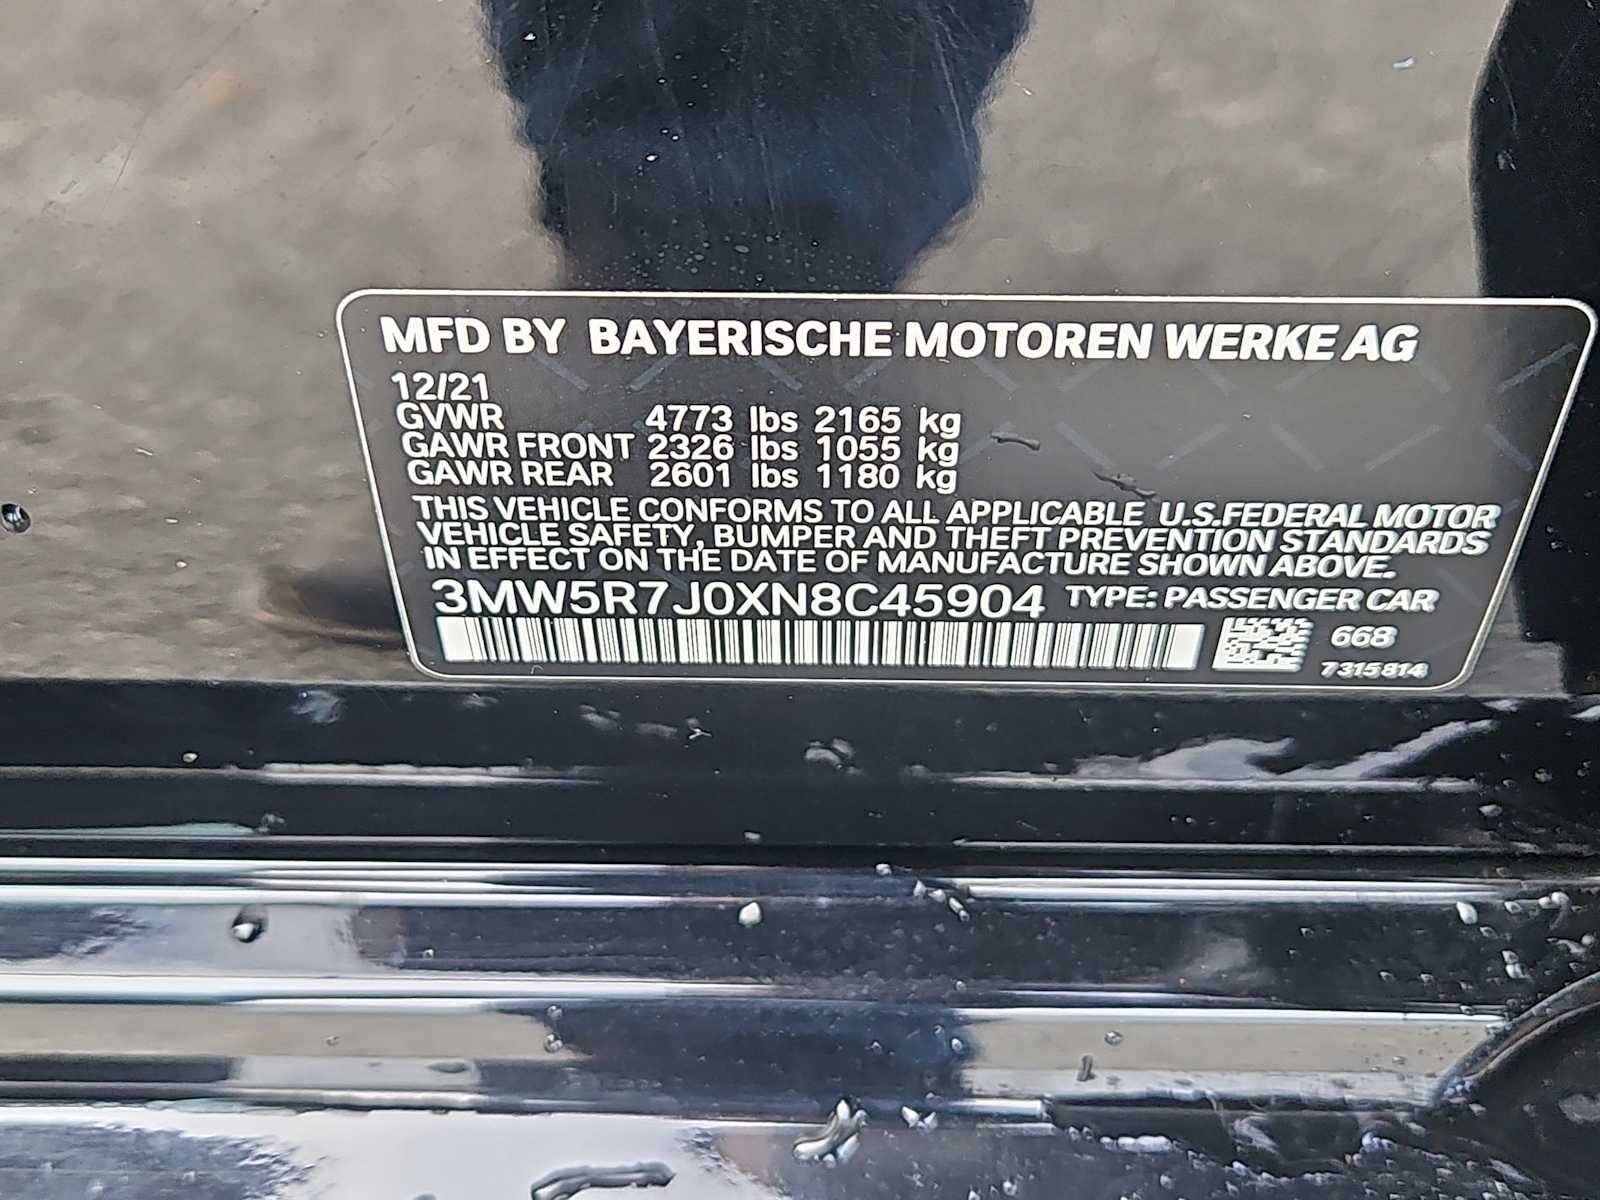 MFD BY BAYERISCHE MOTOREN WERKE AG
12/21
GVWR 4773 lbs 2165 kg
GAWR FRONT 2326 lbs 1055 kg
GAWR REAR 2601 lbs 1180 kg
THIS VEHICLE CONFORMS TO ALL APPLICABLE U.S.FEDERAL MOTOR
VEHICLE SAFETY, BUMPER AND THEFT PREVENTION STANDARDS
IN EFFECT ON THE DATE OF MANUFACTURE SHOWN ABOVE.
3MW5R7J0XN8C45904 TYPE: PASSENGER CAR
668
7315814